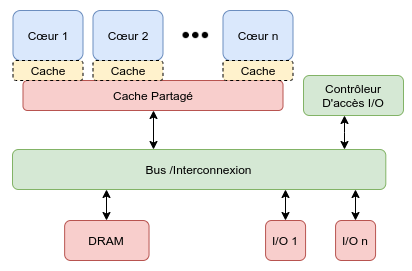 Cœur 1
Cœur 2
•••
Cœur n
Cache
Cache
Cache
Cache Partagé
Contrôleur
D'accès I/O
Bus /Interconnexion
DRAM
I/O 1
I/O n